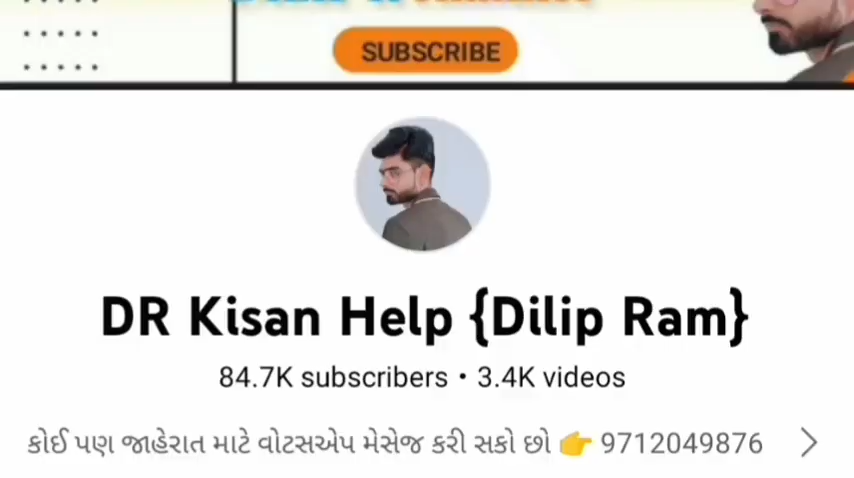 SUBSCRIBE
DR Kisan Help {Dilip Ram}
84.7K subscribers • 3.4K videos
કોઈ પણ જાહેરાત માટે વોટસએપ મેસેજ કરી સકો છો 👉 9712049876